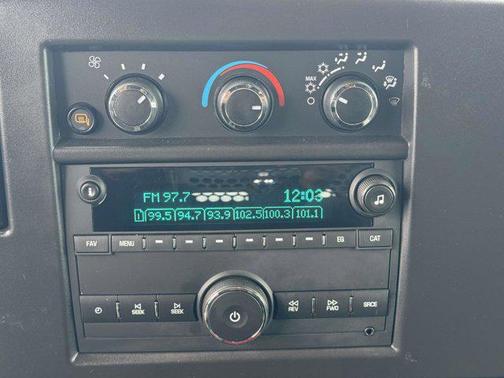 MAX
FM 97.7 12:03
1 99.5 94.7 93.9 102.5 100.3 101.1
FAV MENU EQ CAT
SEEK SEEK REV FWD SRCE